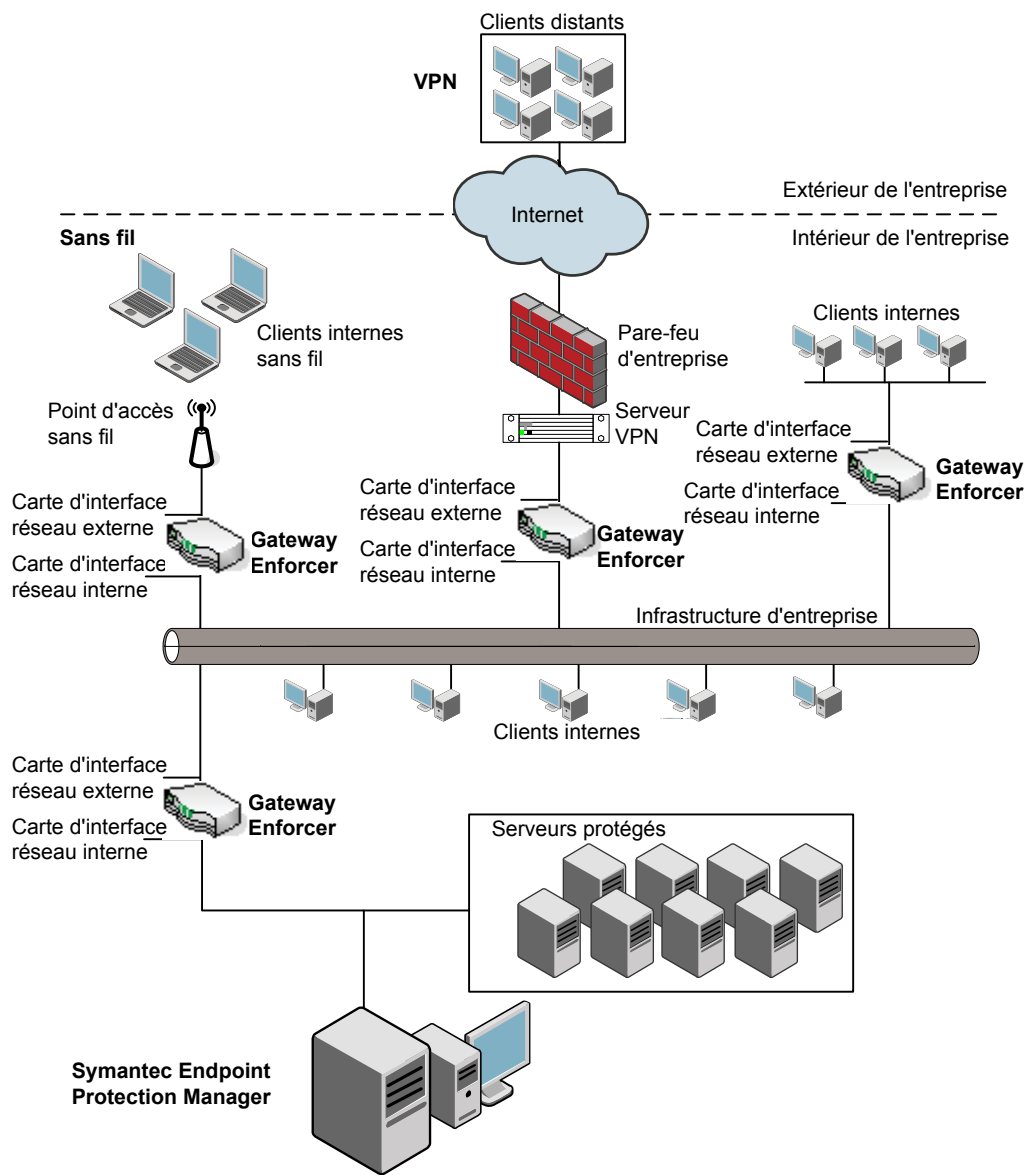 Clients distants
VPN
Internet
Extérieur de l'entreprise
Sans fil
Intérieur de l'entreprise
Clients internes
sans fil
Pare-feu
d'entreprise
Clients internes
Point d'accès
sans fil
Serveur
VPN
Carte d'interface
réseau externe
Gateway
Enforcer
Carte d'interface
réseau interne
Carte d'interface
réseau externe
Gateway
Enforcer
Carte d'interface
réseau interne
Carte d'interface
réseau externe
Gateway
Enforcer
Carte d'interface
réseau interne
Infrastructure d'entreprise
Clients internes
Carte d'interface
réseau externe
Gateway
Enforcer
Carte d'interface
réseau interne
Serveurs protégés
Symantec Endpoint
Protection Manager